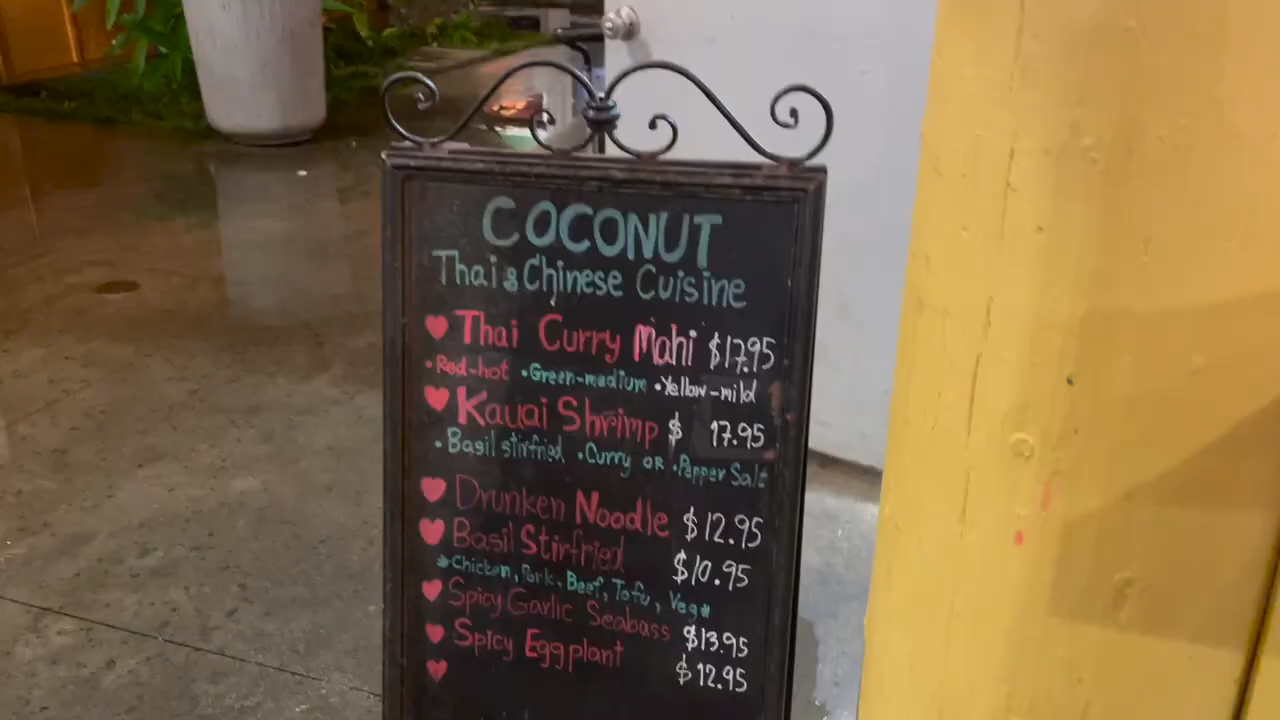 COCONUT
Thai & Chinese Cuisine
Thai Curry Mahi $17.95
•Red-hot •Green-medium •Yellow-mild
Kauai Shrimp $ 17.95
•Basil stirfried •Curry OR •Pepper Salt
Drunken Noodle $12.95
Basil Stirfried $10.95
*Chicken, Pork, Beef, Tofu, Veg*
Spicy Garlic Seabass $13.95
Spicy Eggplant $12.95